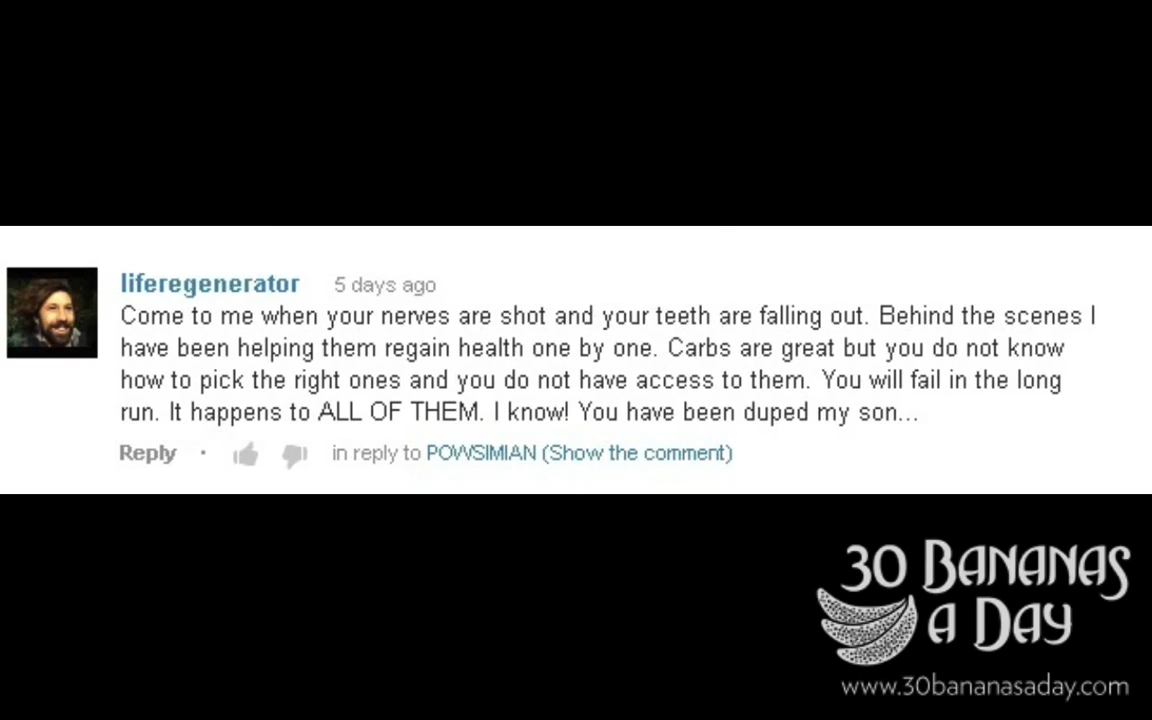 liferegenerator 5 days ago
Come to me when your nerves are shot and your teeth are falling out. Behind the scenes I
have been helping them regain health one by one. Carbs are great but you do not know
how to pick the right ones and you do not have access to them. You will fail in the long
run. It happens to ALL OF THEM. I know! You have been duped my son...
Reply · in reply to POWSIMIAN (Show the comment)
30 BANANAS
A DAY
www.30bananasaday.com